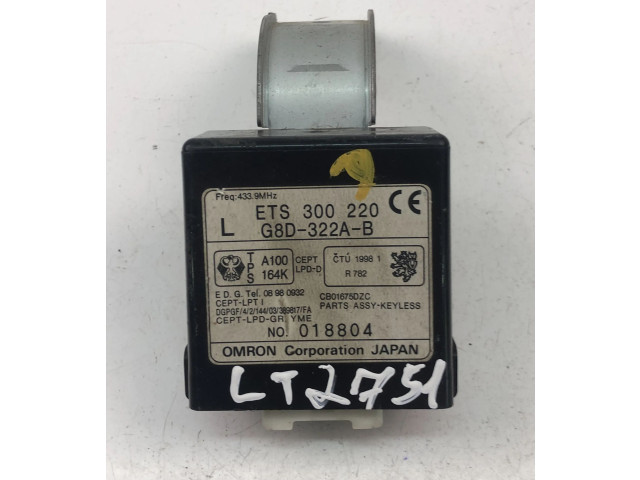 Freq:433.9MHz
L ETS 300 220 CE
G8D-322A-B
TPS A100 164K
CEPT LPD-D
ČTÚ 1998 1
R 782
E D. G. Tel. 08 98 0932
CEPT-LPT I
DGPGF/4/2/144/03/389817/FA
CEPT-LPD-GR YME
CB01675DZC
PARTS ASSY-KEYLESS
NO. 018804
OMRON Corporation JAPAN
LT2751